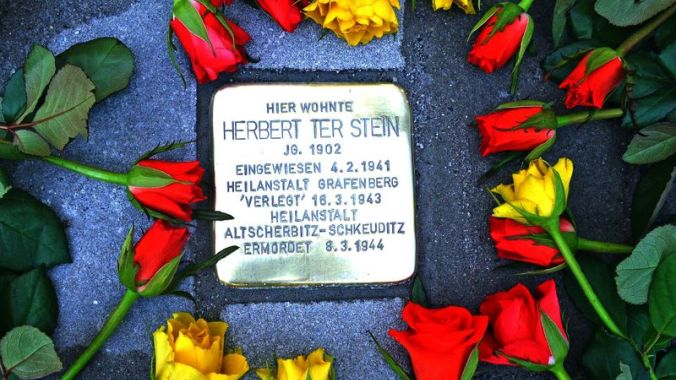 HIER WOHNTE
HERBERT TER STEIN
JG. 1902
EINGEWIESEN 4.2.1941
HEILANSTALT GRAFENBERG
'VERLEGT' 16.3.1943
HEILANSTALT
ALTSCHERBITZ-SCHKEUDITZ
ERMORDET 8.3.1944